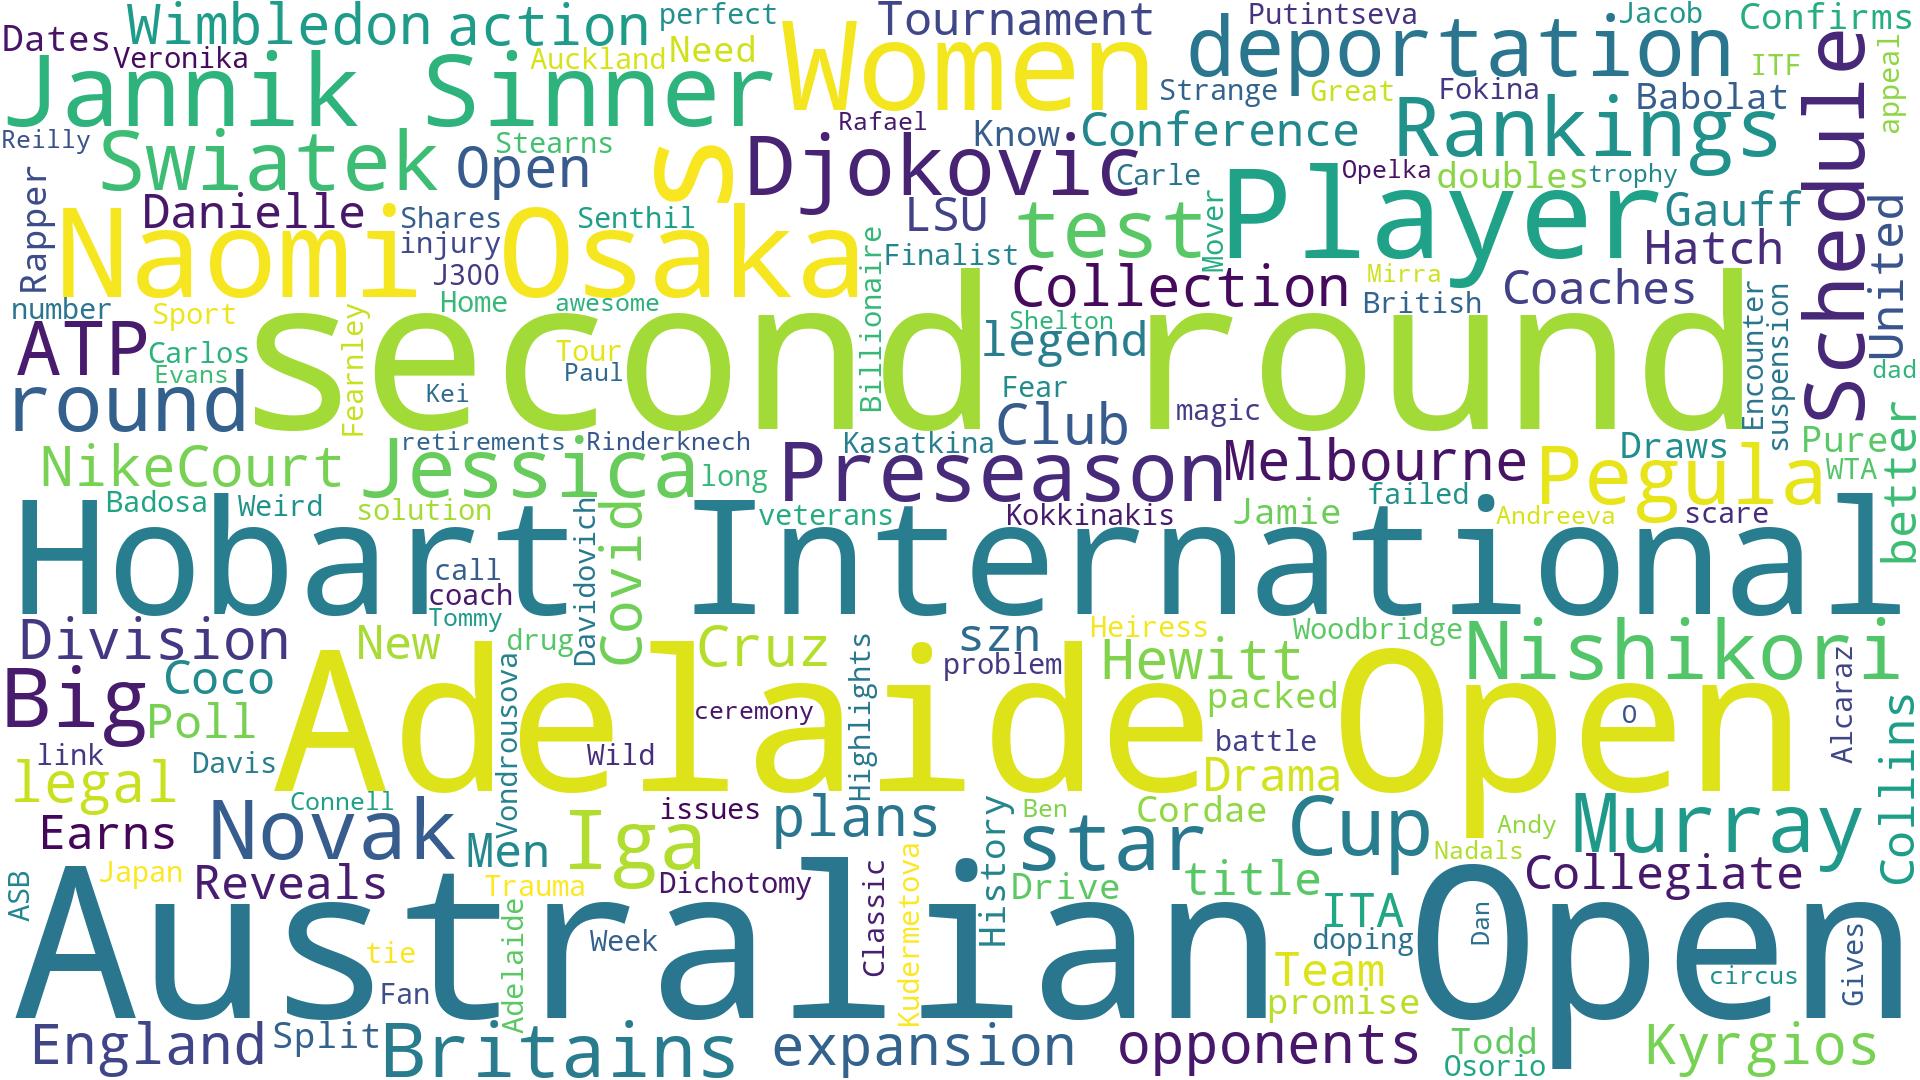 Dates
Wimbledon
action
perfect
Tournament
Putintseva
Jacob
Confirms
Veronika
Auckland
Need
Women
deportation
ITF
appeal
Schedule
Jannik Sinner
Strange
Great
Fokina
Babolat
Reilly
Swiatek
Stearns
Open
s
Rafael
Djokovic
Know
Conference
Rankings
Carle
Opelka
doubles
trophy
Rapper
Danielle
Shares
Senthil
LSU
test
Mover
Player
Gauff
United
Naomi Osaka
injury
J300
Billionaire
Finalist
Hatch
Collection
Mirra
British
Coaches
number
Sport
Home
awesome
second round
Shelton
legend
Encounter
suspension
ATP
Carlos
Evans
Fearnley
Tour
Paul
dad
round
Kei
Fear
Club
magic
NikeCourt
retirements
Rinderknech
Kasatkina
Draws
Pure
better
Jessica
long
Preseason
Melbourne
Pegula
WTA
Badosa
Weird
solution
Davidovich
Covid
veterans
Kokkinakis
Jamie
failed
Andreeva
scare
Hobart International
call
coach
Tommy
Division
New
drug
Cruz
szn
Heiress
Woodbridge
Nishikori
Big
Coco
Vondrousova
Highlights
problem
Hewitt
Alcaraz
Poll
Adelaide Open
ceremony
packed
O
Collins
link
Davis
Wild
battle
legal
Drama
Connell
issues
plans
History
Ben
Cordae
Earns
Novak
Men
Iga
star
Cup
Andy
Murray
Nadals
ASB
Japan
Reveals
Trauma
Dichotomy
Classic
Kudermetova
Drive
title
Collegiate
Australian Open
Adelaide
Week
ITA
doping
Dan
Gives
tie
Fan
Team
circus
promise
England
Split
Britains
expansion
opponents
Todd
Osorio
Kyrgios